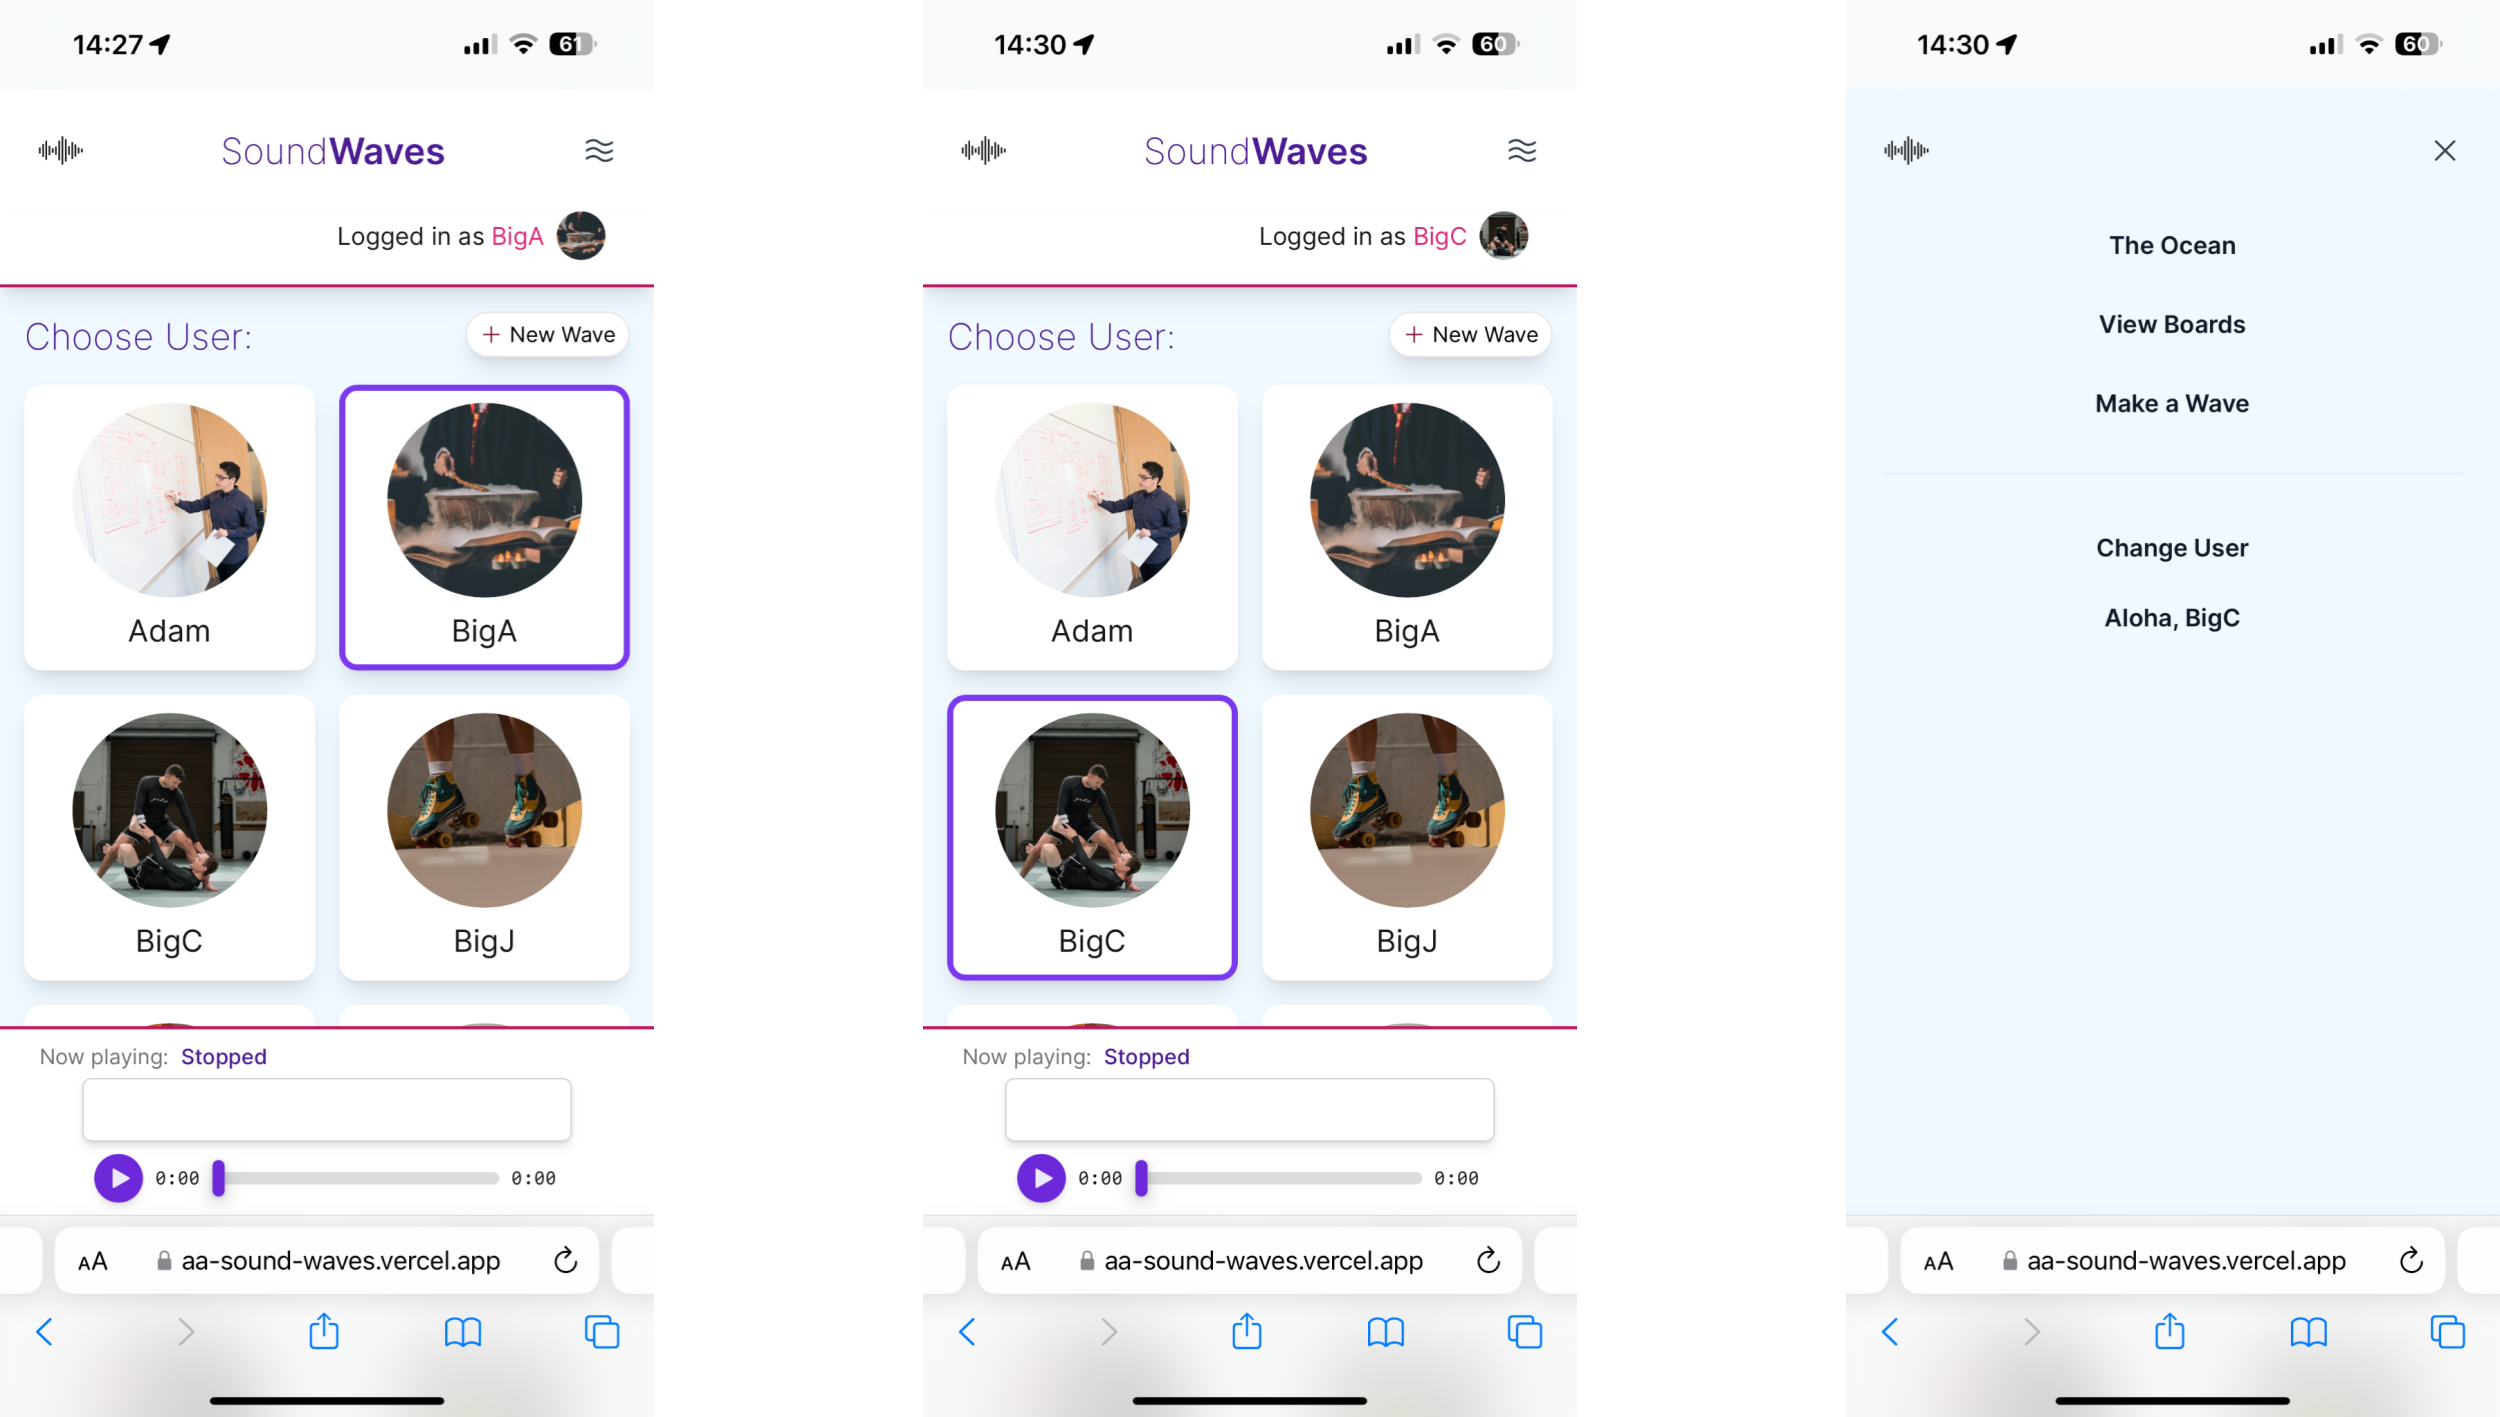 14:27
61
SoundWaves
Logged in as BigA
Choose User:
+ New Wave
Adam
BigA
BigC
BigJ
Now playing: Stopped
0:00
0:00
AA
aa-sound-waves.vercel.app
14:30
60
SoundWaves
Logged in as BigC
Choose User:
+ New Wave
Adam
BigA
BigC
BigJ
Now playing: Stopped
0:00
0:00
AA
aa-sound-waves.vercel.app
14:30
60
The Ocean
View Boards
Make a Wave
Change User
Aloha, BigC
AA
aa-sound-waves.vercel.app